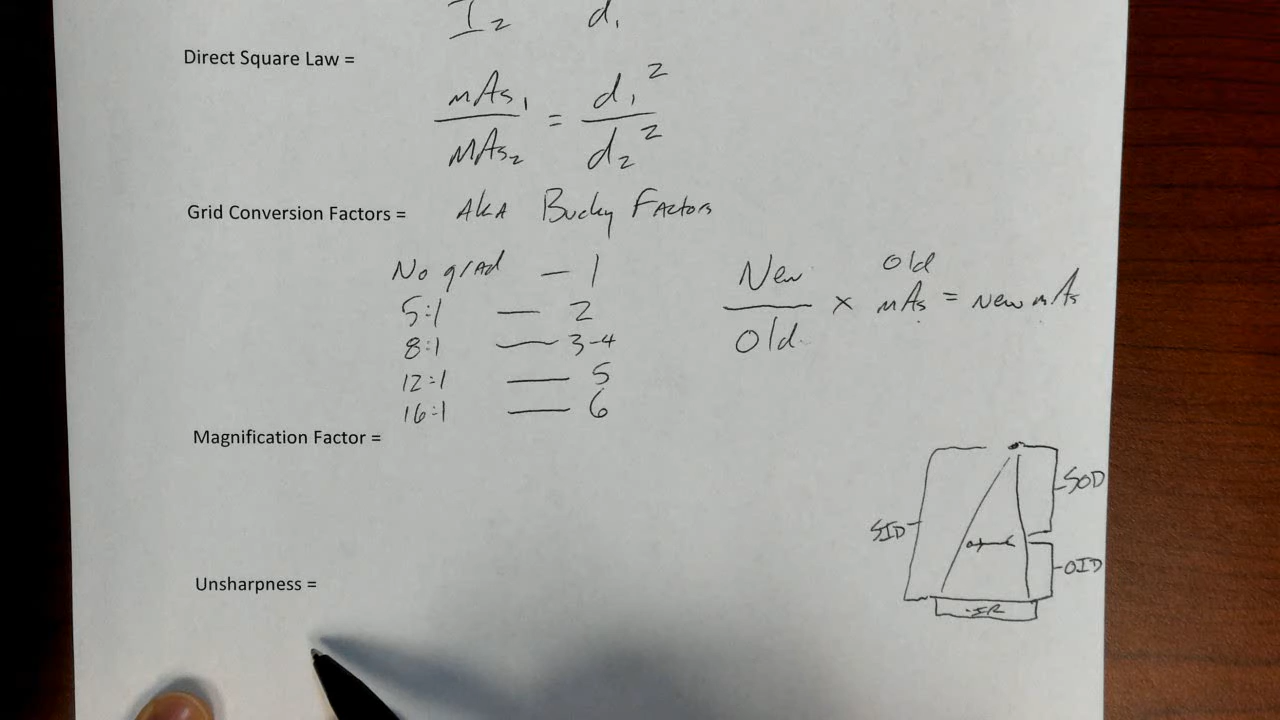 I₂ d₁
Direct Square Law =
mAs₁ / mAs₂ = d₁² / d₂²
Grid Conversion Factors = AKA Bucky Factors
No grad — 1
5:1 — 2
8:1 — 3-4
12:1 — 5
16:1 — 6
New / Old × Old mAs = New mAs
Magnification Factor =
SOD
SID
OID
IR
Unsharpness =